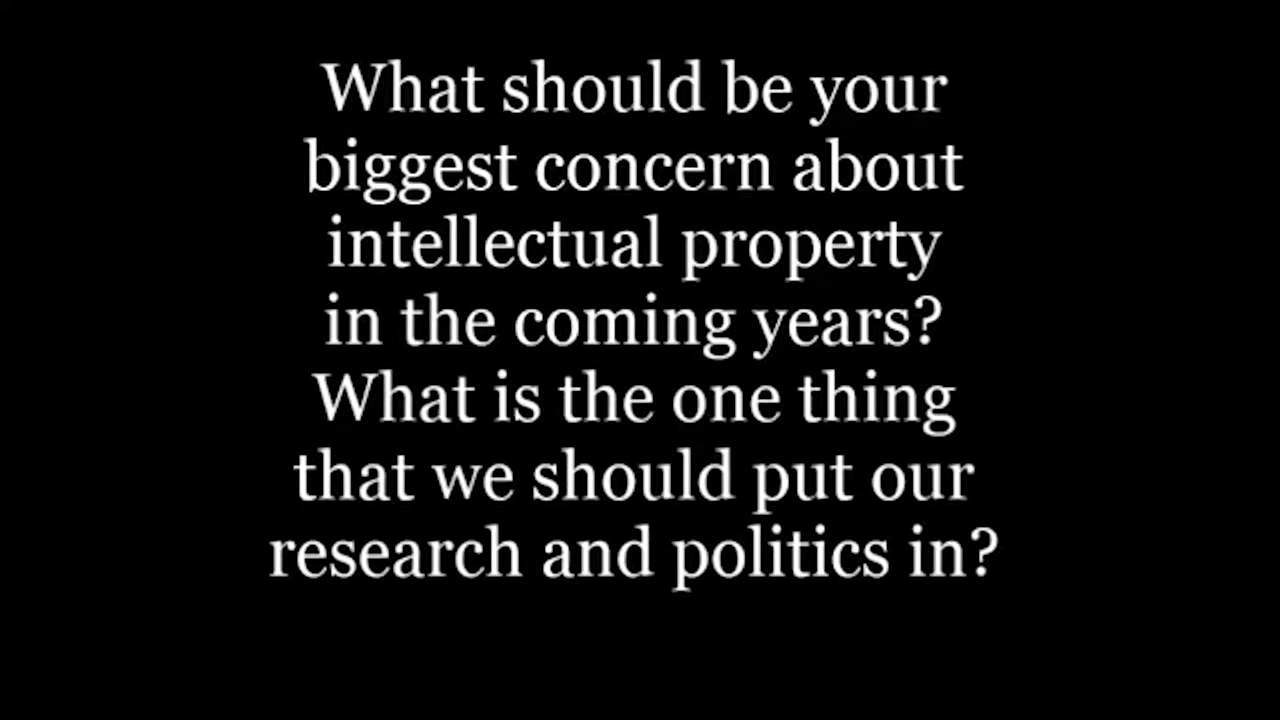 What should be your
biggest concern about
intellectual property
in the coming years?
What is the one thing
that we should put our
research and politics in?